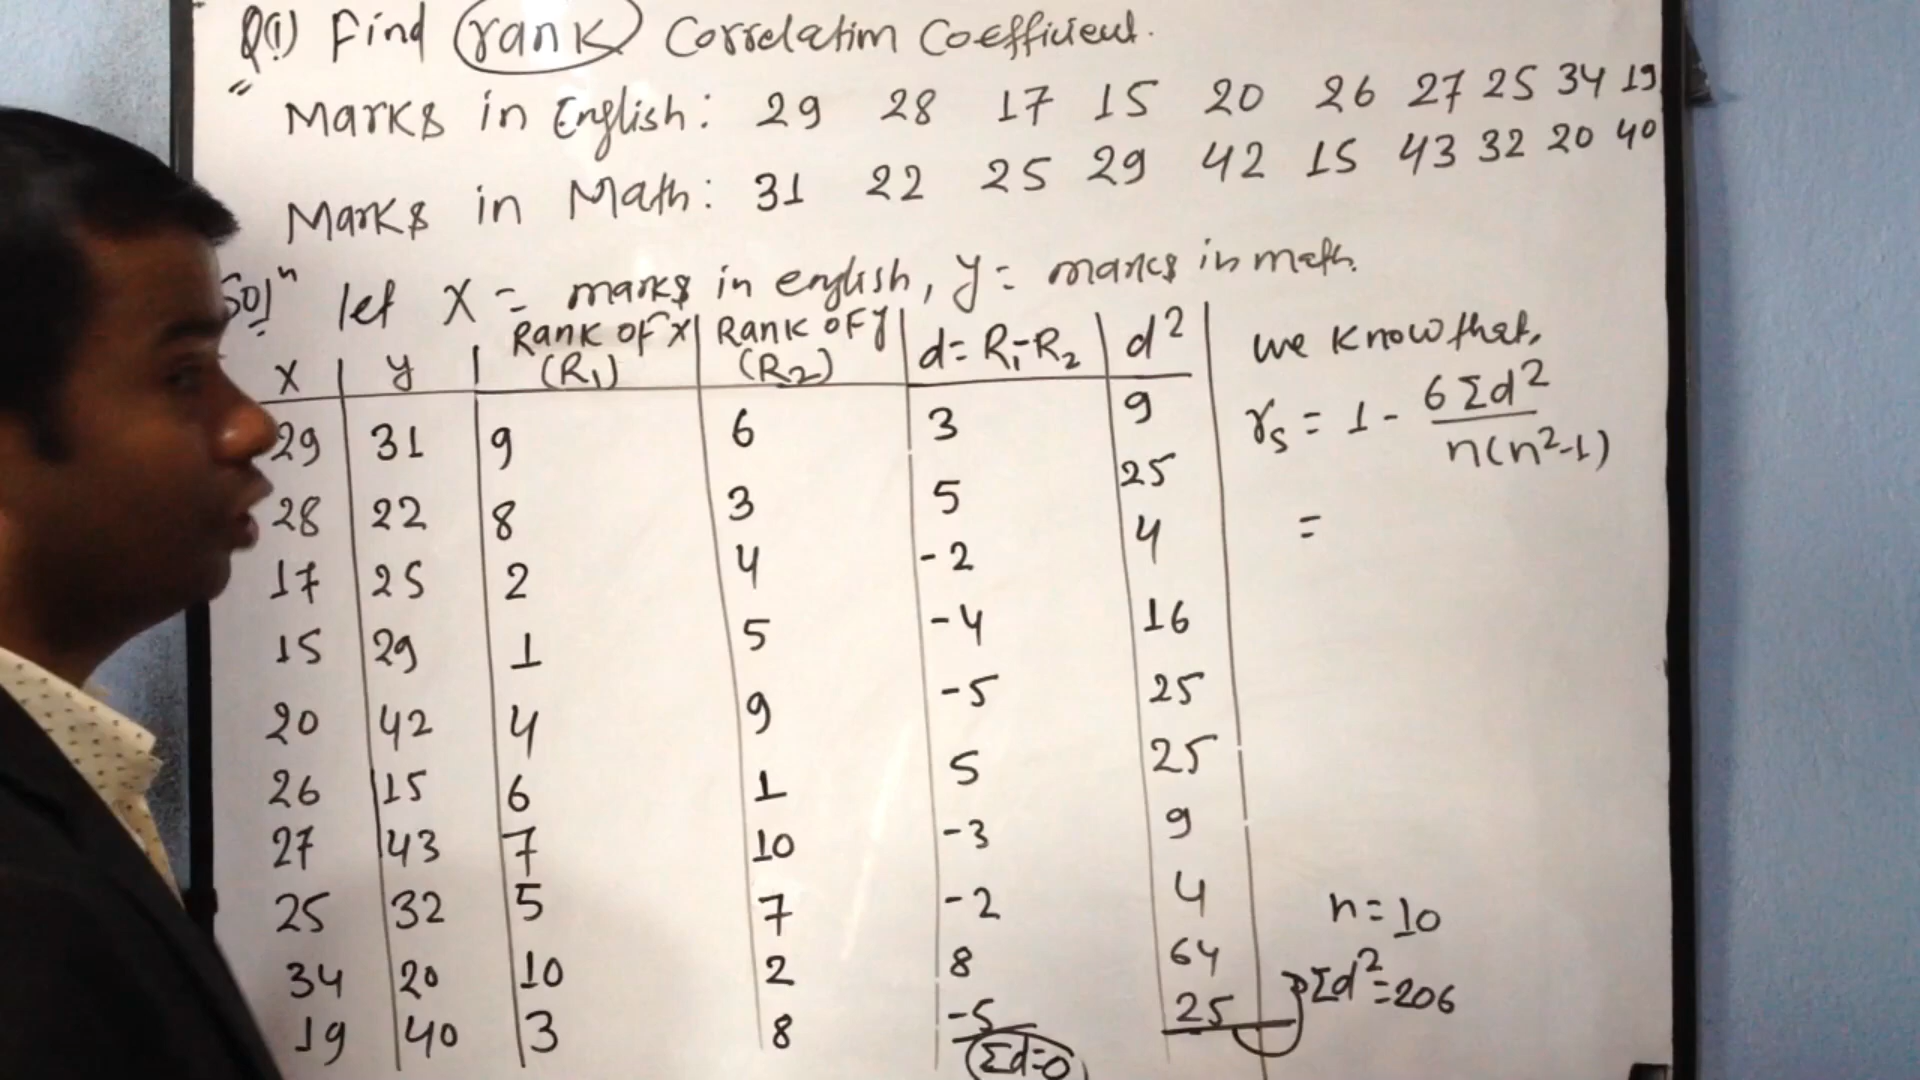 Q(1) Find rank Correlatim Coefficient.
Marks in English: 29 28 17 15 20 26 27 25 34 19
Marks in Math: 31 22 25 29 42 15 43 32 20 40
Solⁿ let X = marks in english, y = marks in math.
X y Rank of X (R₁) Rank of y (R₂) d = R₁-R₂ d²
29 31 9 6 3 9
28 22 8 3 5 25
17 25 2 4 -2 4
15 29 1 5 -4 16
20 42 4 9 -5 25
26 15 6 1 5 25
27 43 7 10 -3 9
25 32 5 7 -2 4
34 20 10 2 8 64
19 40 3 8 -5 25
Σd=0
we know that,
rₛ = 1 - 6Σd² / n(n²-1)
=
n=10
Σd²=206